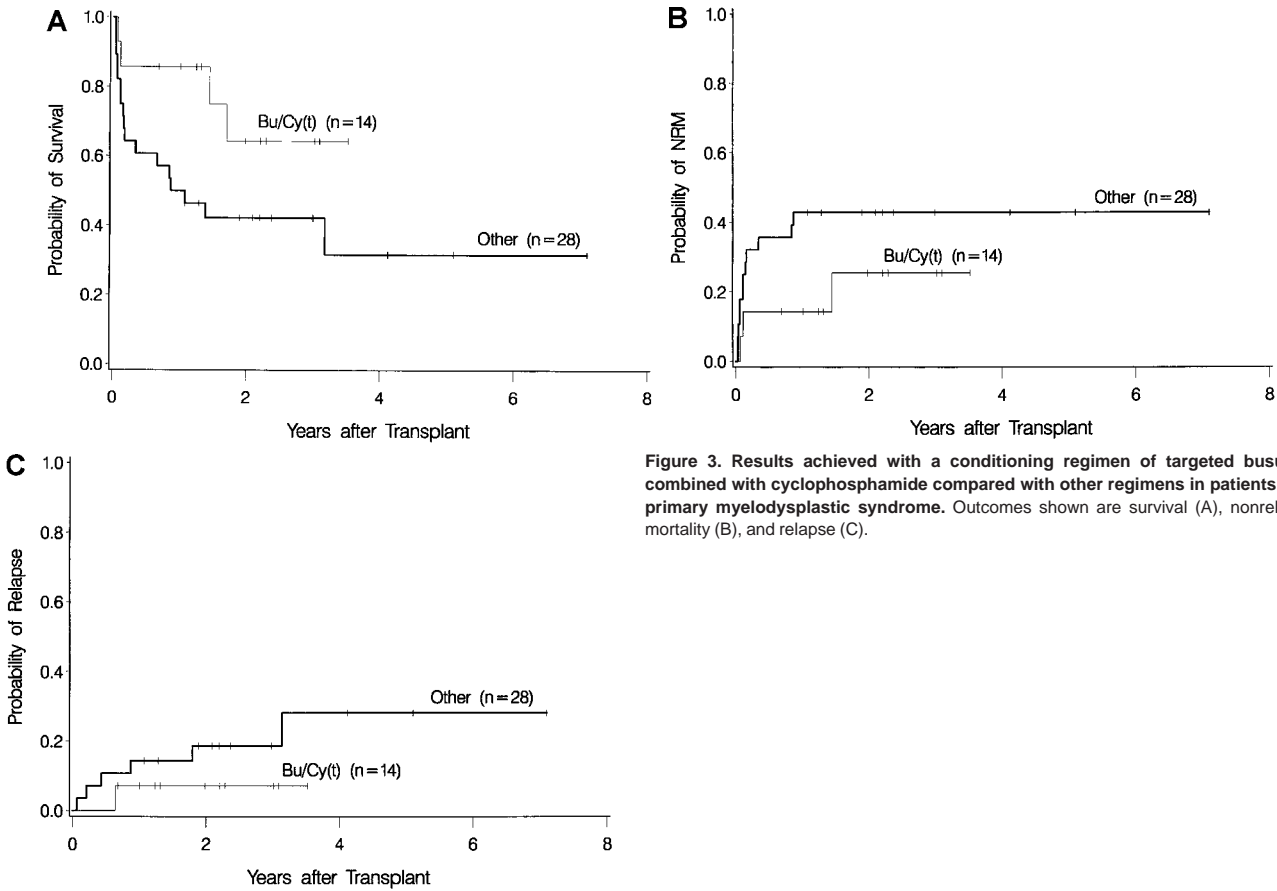 A
1.0
0.8
0.6
0.4
0.2
0.0
Probability of Survival
Bu/Cy(t) (n=14)
Other (n=28)
0 2 4 6 8
Years after Transplant
B
1.0
0.8
0.6
0.4
0.2
0.0
Probability of NRM
Other (n=28)
Bu/Cy(t) (n=14)
0 2 4 6 8
Years after Transplant
C
1.0
0.8
0.6
0.4
0.2
0.0
Probability of Relapse
Other (n=28)
Bu/Cy(t) (n=14)
0 2 4 6 8
Years after Transplant
Figure 3. Results achieved with a conditioning regimen of targeted busu
combined with cyclophosphamide compared with other regimens in patients
primary myelodysplastic syndrome. Outcomes shown are survival (A), nonrel
mortality (B), and relapse (C).